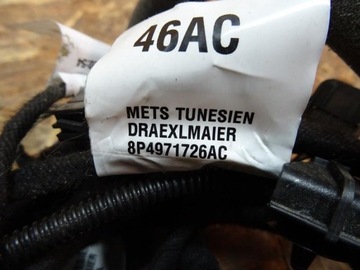 46AC
METS TUNESIEN
DRAEXLMAIER
8P4971726AC